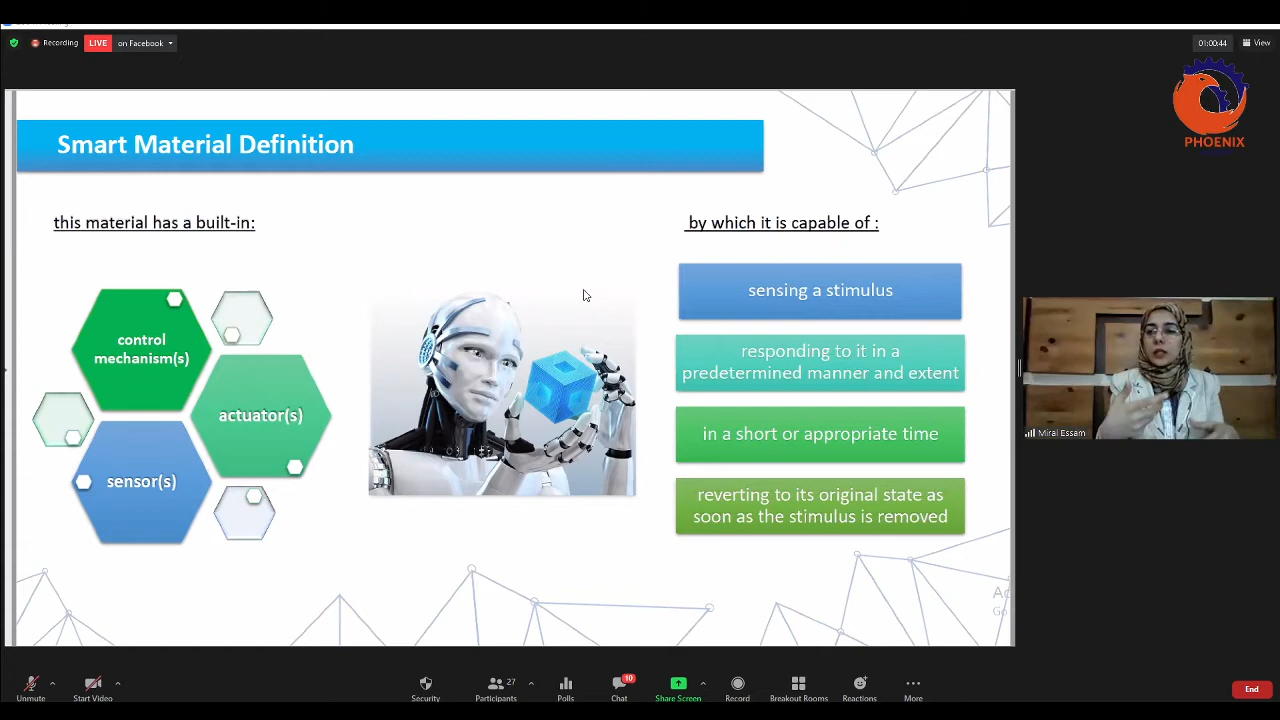 Recording
LIVE
on Facebook
01:00:44
View
PHOENIX
Smart Material Definition
this material has a built-in:
by which it is capable of :
control
mechanism(s)
actuator(s)
sensor(s)
sensing a stimulus
responding to it in a
predetermined manner and extent
in a short or appropriate time
reverting to its original state as
soon as the stimulus is removed
Miral Essam
Unmute
Start Video
Security
Participants
27
Polls
Chat
10
Share Screen
Record
Breakout Rooms
Reactions
More
End